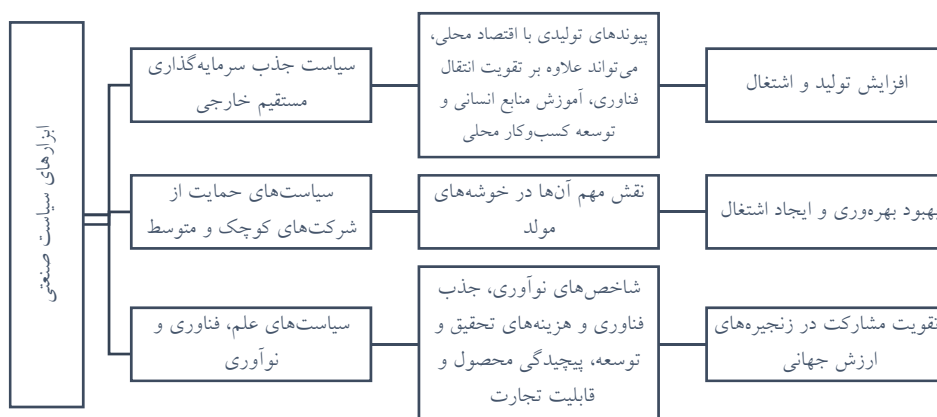 ابزارهای سیاست صنعتی
سیاست جذب سرمایه‌گذاری
مستقیم خارجی
پیوندهای تولیدی با اقتصاد محلی،
می‌تواند علاوه بر تقویت انتقال
فناوری، آموزش منابع انسانی و
توسعه کسب‌وکار محلی
افزایش تولید و اشتغال
سیاست‌های حمایت از
شرکت‌های کوچک و متوسط
نقش مهم آن‌ها در خوشه‌های
مولد
بهبود بهره‌وری و ایجاد اشتغال
سیاست‌های علم، فناوری و
نوآوری
شاخص‌های نوآوری، جذب
فناوری و هزینه‌های تحقیق و
توسعه، پیچیدگی محصول و
قابلیت تجارت
تقویت مشارکت در زنجیره‌های
ارزش جهانی